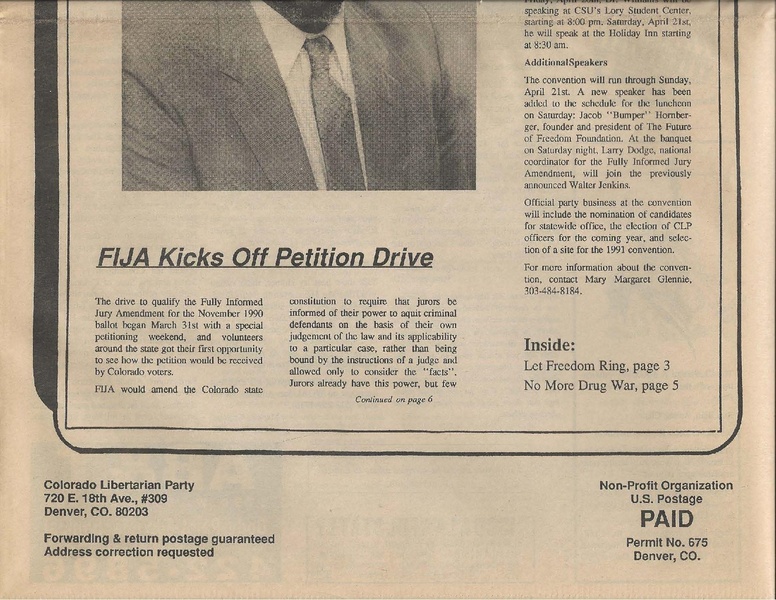 speaking at CSU's Lory Student Center,
starting at 8:00 pm. Saturday, April 21st,
he will speak at the Holiday Inn starting
at 8:30 am.
AdditionalSpeakers
The convention will run through Sunday,
April 21st. A new speaker has been
added to the schedule for the luncheon
on Saturday: Jacob "Bumper" Hornber-
ger, founder and president of The Future
of Freedom Foundation. At the banquet
on Saturday night, Larry Dodge, national
coordinator for the Fully Informed Jury
Amendment, will join the previously
announced Walter Jenkins.
Official party business at the convention
will include the nomination of candidates
for statewide office, the election of CLP
officers for the coming year, and selec-
tion of a site for the 1991 convention.
For more information about the conven-
tion, contact Mary Margaret Glennie,
303-484-8184.
FIJA Kicks Off Petition Drive
The drive to qualify the Fully Informed
Jury Amendment for the November 1990
ballot began March 31st with a special
petitioning weekend, and volunteers
around the state got their first opportunity
to see how the petition would be received
by Colorado voters.
FIJA would amend the Colorado state
constitution to require that jurors be
informed of their power to aquit criminal
defendants on the basis of their own
judgement of the law and its applicability
to a particular case, rather than being
bound by the instructions of a judge and
allowed only to consider the "facts".
Jurors already have this power, but few
Continued on page 6
Inside:
Let Freedom Ring, page 3
No More Drug War, page 5
Colorado Libertarian Party
720 E. 18th Ave., #309
Denver, CO. 80203
Forwarding & return postage guaranteed
Address correction requested
Non-Profit Organization
U.S. Postage
PAID
Permit No. 675
Denver, CO.